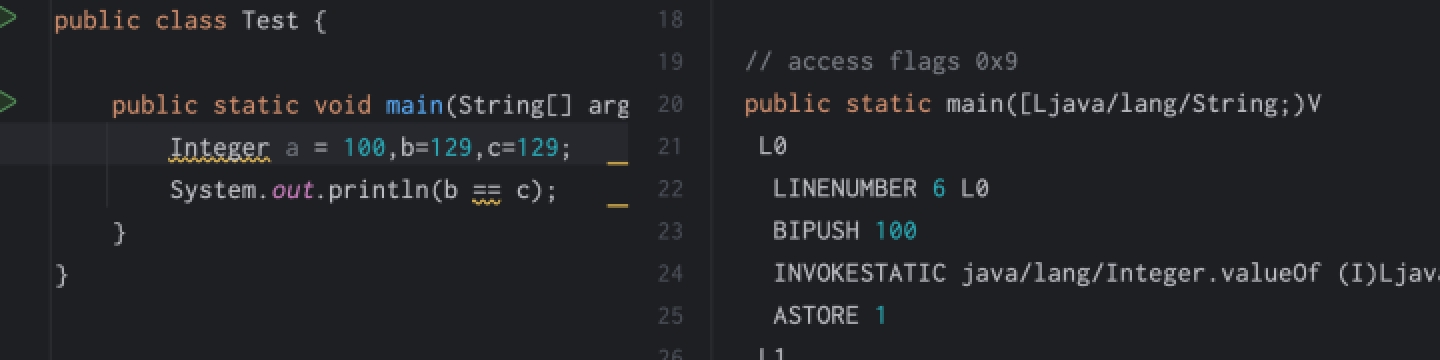 public class Test {
public static void main(String[] arg
Integer a = 100,b=129,c=129;
System.out.println(b == c);
}
}
18
19 // access flags 0x9
20 public static main([Ljava/lang/String;)V
21 L0
22 LINENUMBER 6 L0
23 BIPUSH 100
24 INVOKESTATIC java/lang/Integer.valueOf (I)Ljav
25 ASTORE 1
26 L1